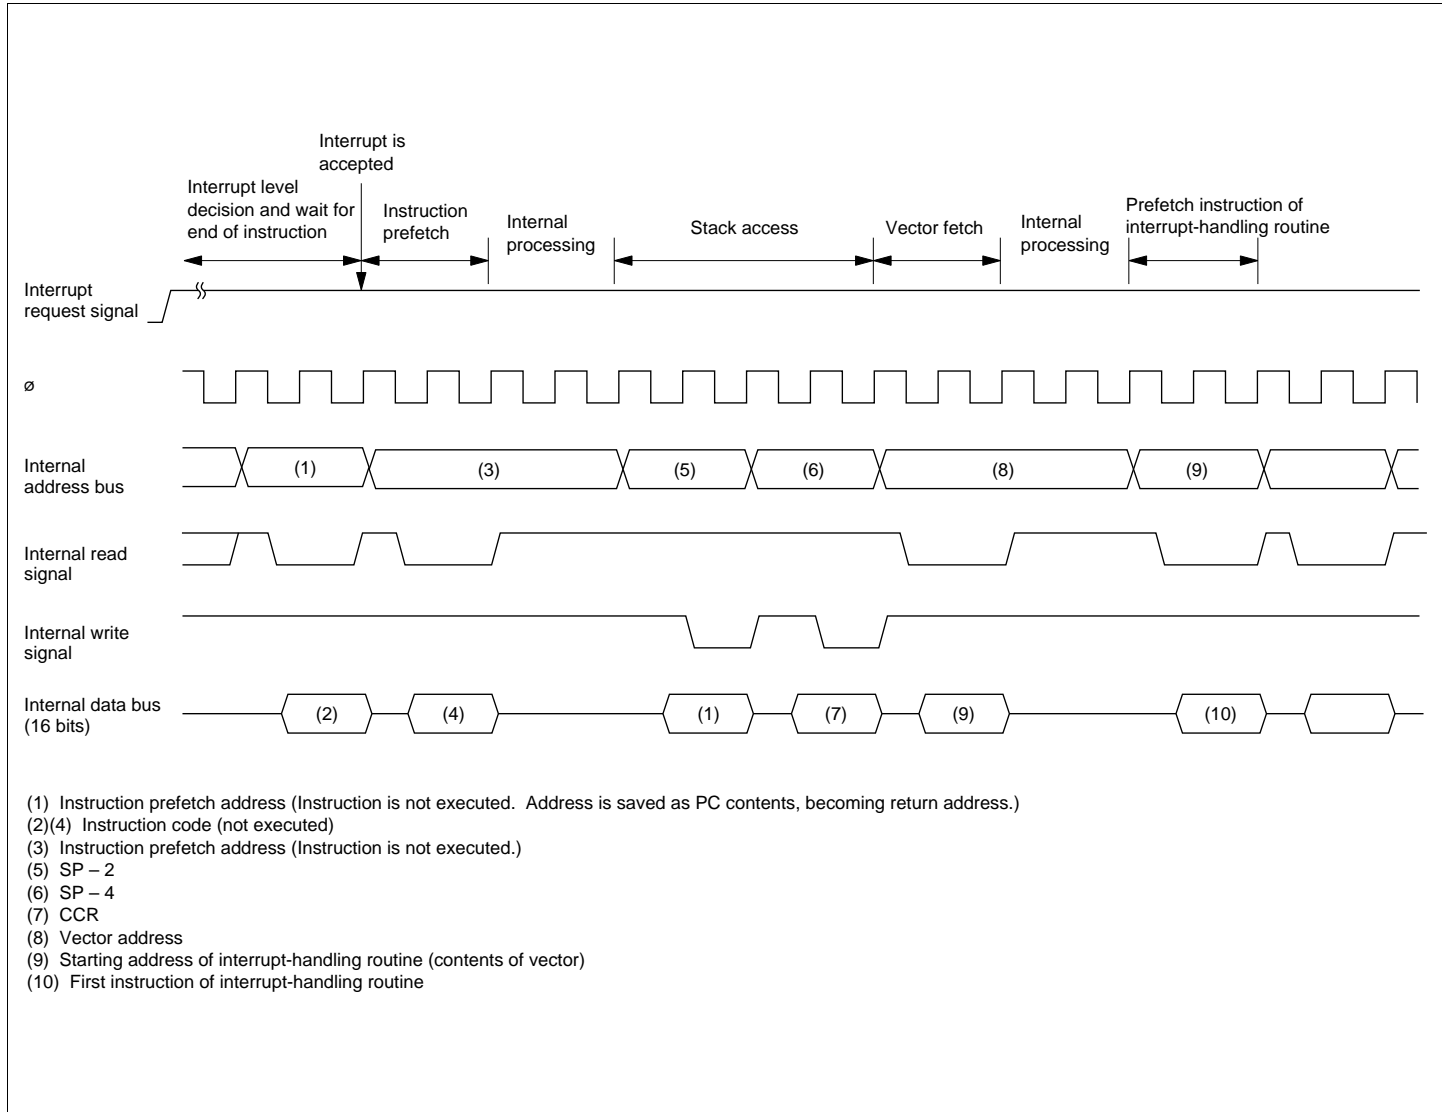 Interrupt is
accepted
Interrupt level
decision and wait for
end of instruction
Instruction
prefetch
Internal
processing
Stack access
Vector fetch
Internal
processing
Prefetch instruction of
interrupt-handling routine
Interrupt
request signal
ø
Internal
address bus
(1)
(3)
(5)
(6)
(8)
(9)
Internal read
signal
Internal write
signal
Internal data bus
(16 bits)
(2)
(4)
(1)
(7)
(9)
(10)
(1) Instruction prefetch address (Instruction is not executed. Address is saved as PC contents, becoming return address.)
(2)(4) Instruction code (not executed)
(3) Instruction prefetch address (Instruction is not executed.)
(5) SP – 2
(6) SP – 4
(7) CCR
(8) Vector address
(9) Starting address of interrupt-handling routine (contents of vector)
(10) First instruction of interrupt-handling routine